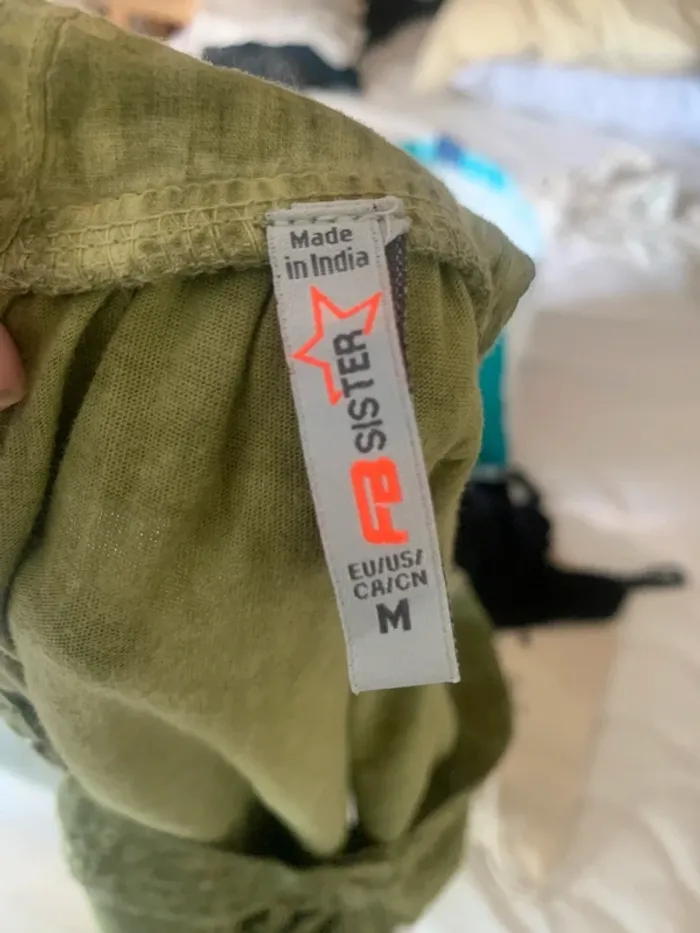 Made
in India
FB SISTER
EU/US/
CA/CN
M